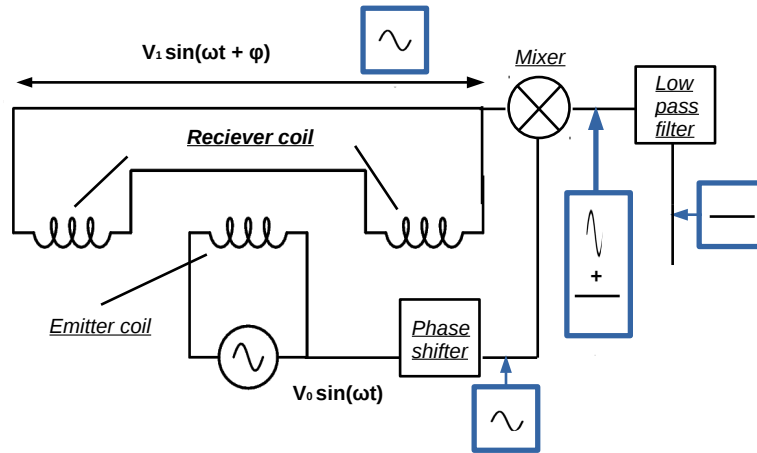 V₁ sin(ωt + φ)
Mixer
Low
pass
filter
Reciever coil
+
Emitter coil
Phase
shifter
V₀ sin(ωt)